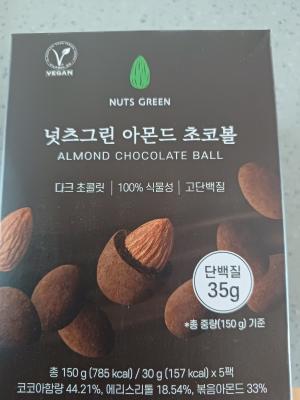 VEGAN
NUTS GREEN
넛츠그린 아몬드 초코볼
ALMOND CHOCOLATE BALL
다크 초콜릿 | 100% 식물성 | 고단백질
단백질
35g
*총 중량(150 g) 기준
총 150 g (785 kcal) / 30 g (157 kcal) x 5팩
코코아함량 44.21%, 에리스리톨 18.54%, 볶음아몬드 33%